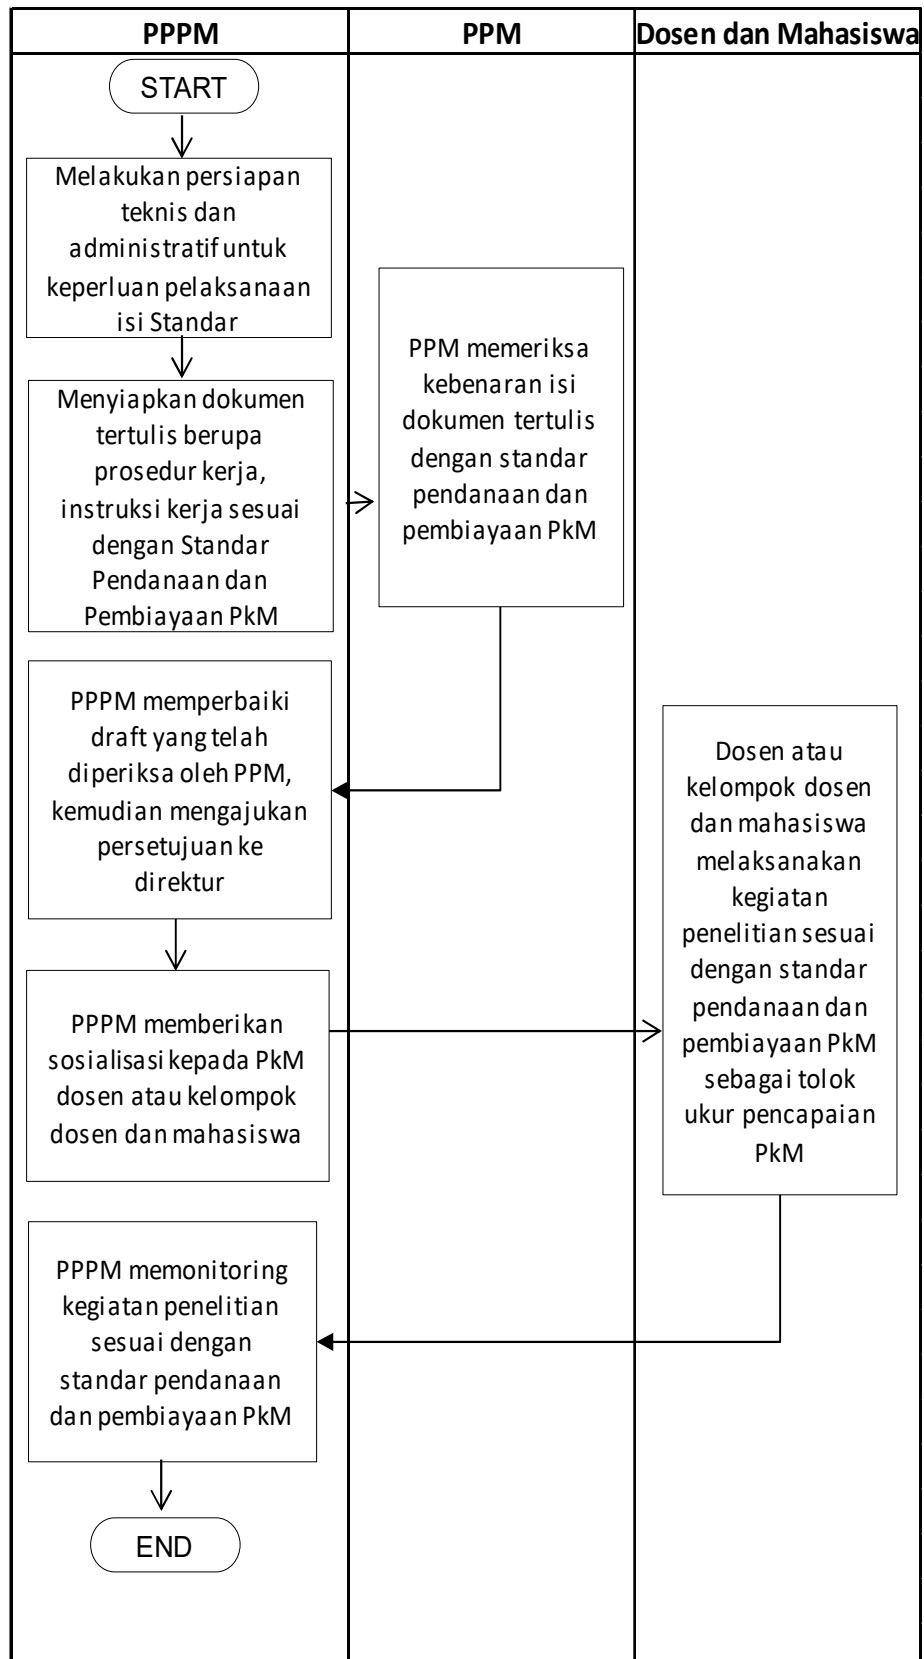 PPPM
PPM
Dosen dan Mahasiswa
START
Melakukan persiapan
teknis dan
administratif untuk
keperluan pelaksanaan
isi Standar
Menyiapkan dokumen
tertulis berupa
prosedur kerja,
instruksi kerja sesuai
dengan Standar
Pendanaan dan
Pembiayaan PkM
PPM memeriksa
kebenaran isi
dokumen tertulis
dengan standar
pendanaan dan
pembiayaan PkM
PPPM memperbaiki
draft yang telah
diperiksa oleh PPM,
kemudian mengajukan
persetujuan ke
direktur
PPPM memberikan
sosialisasi kepada PkM
dosen atau kelompok
dosen dan mahasiswa
Dosen atau
kelompok dosen
dan mahasiswa
melaksanakan
kegiatan
penelitian sesuai
dengan standar
pendanaan dan
pembiayaan PkM
sebagai tolok
ukur pencapaian
PkM
PPPM memonitoring
kegiatan penelitian
sesuai dengan
standar pendanaan
dan pembiayaan PkM
END